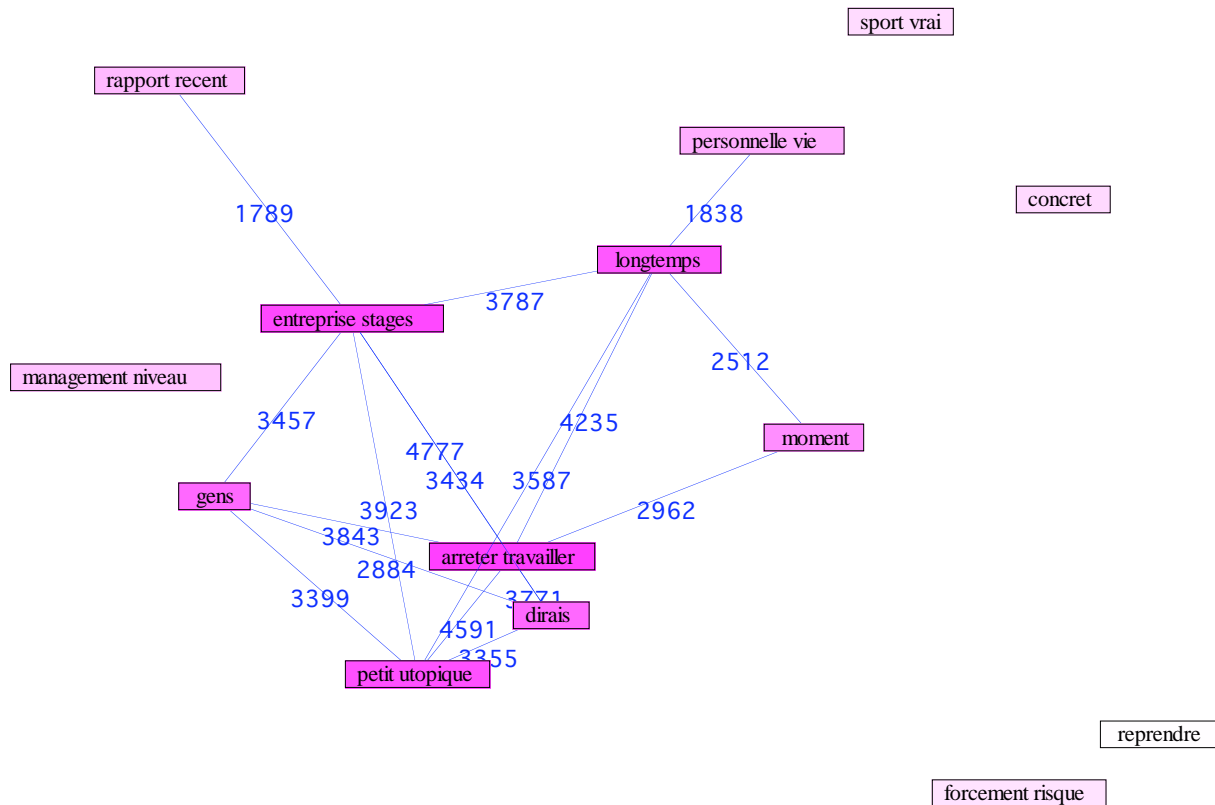 sport vrai
rapport recent
personnelle vie
concret
1789
1838
longtemps
3787
entreprise stages
2512
management niveau
3457
4235
moment
4777
3434
3587
gens
3923
2962
3843
arreter travailler
2884
3399
3771
dirais
4591
3355
petit utopique
reprendre
forcement risque